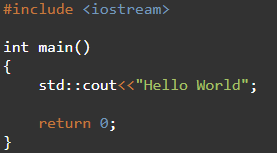 #include <iostream>
int main()
{
    std::cout<<"Hello World";
    return 0;
}